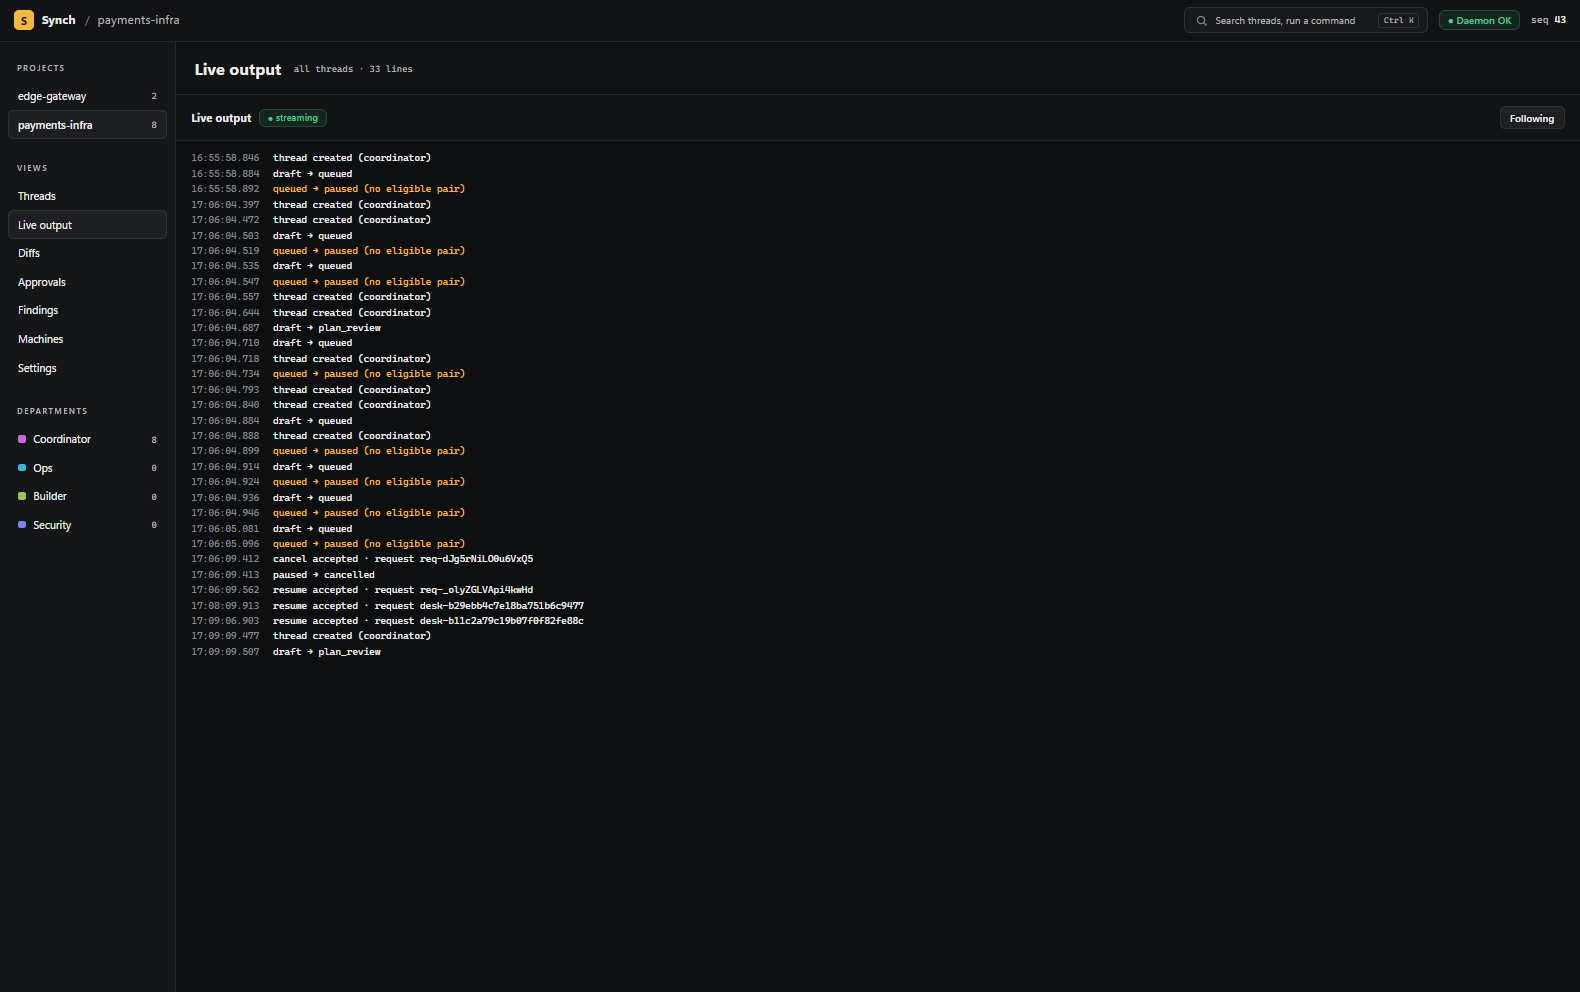 S Synch / payments-infra
Search threads, run a command Ctrl K
Daemon OK
seq 43
PROJECTS
edge-gateway 2
payments-infra 8
VIEWS
Threads
Live output
Diffs
Approvals
Findings
Machines
Settings
DEPARTMENTS
Coordinator 8
Ops 0
Builder 0
Security 0
Live output all threads · 33 lines
Live output streaming
Following
16:55:58.846 thread created (coordinator)
16:55:58.884 draft → queued
16:55:58.892 queued → paused (no eligible pair)
17:06:04.397 thread created (coordinator)
17:06:04.472 thread created (coordinator)
17:06:04.503 draft → queued
17:06:04.519 queued → paused (no eligible pair)
17:06:04.535 draft → queued
17:06:04.547 queued → paused (no eligible pair)
17:06:04.557 thread created (coordinator)
17:06:04.644 thread created (coordinator)
17:06:04.687 draft → plan_review
17:06:04.710 draft → queued
17:06:04.718 thread created (coordinator)
17:06:04.734 queued → paused (no eligible pair)
17:06:04.793 thread created (coordinator)
17:06:04.840 thread created (coordinator)
17:06:04.884 draft → queued
17:06:04.888 thread created (coordinator)
17:06:04.899 queued → paused (no eligible pair)
17:06:04.914 draft → queued
17:06:04.924 queued → paused (no eligible pair)
17:06:04.936 draft → queued
17:06:04.946 queued → paused (no eligible pair)
17:06:05.081 draft → queued
17:06:05.096 queued → paused (no eligible pair)
17:06:09.412 cancel accepted · request req-dJg5rNiLO0u6VxQ5
17:06:09.413 paused → cancelled
17:06:09.562 resume accepted · request req-_olyZGLVApi4kwHd
17:08:09.913 resume accepted · request desk-b29ebb4c7e18ba751b6c9477
17:09:06.903 resume accepted · request desk-b11c2a79c19b07f0f82fe88c
17:09:09.477 thread created (coordinator)
17:09:09.507 draft → plan_review